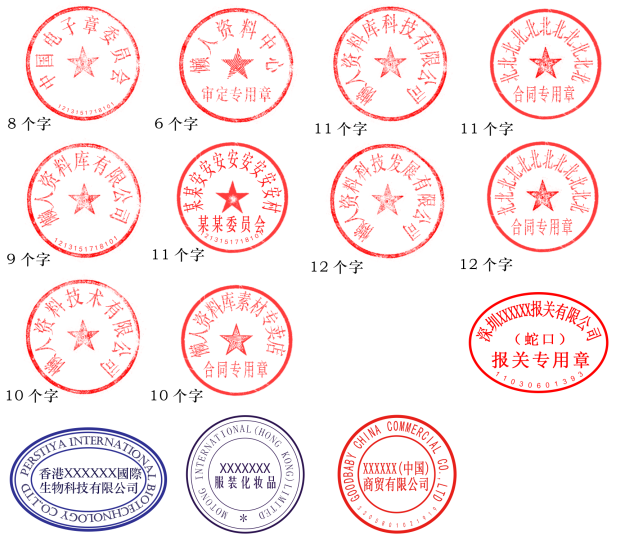 中国电子章委员会
1213151718101
8 个字
懒人资料中心
审定专用章
6 个字
懒人资料库科技有限公司
11 个字
北北北北北北北北北北北
合同专用章
11 个字
懒人资料库有限公司
1213151718101
9 个字
某某安安安安安安安安村
某某委员会
1213151718101
11 个字
懒人资料科技发展有限公司
12 个字
北北北北北北北北北北北北
合同专用章
12 个字
懒人资料技术有限公司
10 个字
懒人资料库素材专卖店
合同专用章
10 个字
深圳XXXXXX报关有限公司
（蛇口）
报关专用章
11030601393
PERSTIYA INTERNATIONAL BIOTECHNOLOGY CO.,LTD
香港XXXXXX國際
生物科技有限公司
MOTONG INTERNATIONAL(HONG KONG)LIMITED
XXXXXXX
服装化妆品
*
GOODBABY CHINA COMMERCIAL CO.,LTD
XXXXXX(中国)
商贸有限公司